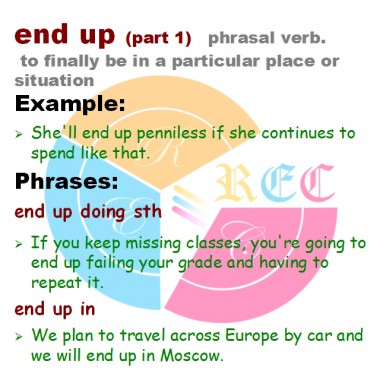 end up (part 1) phrasal verb.
to finally be in a particular place or
situation
Example:
➢ She'll end up penniless if she continues to
spend like that.
Phrases:
end up doing sth
➢ If you keep missing classes, you're going to
end up failing your grade and having to
repeat it.
end up in
➢ We plan to travel across Europe by car and
we will end up in Moscow.
R
REC
E
C